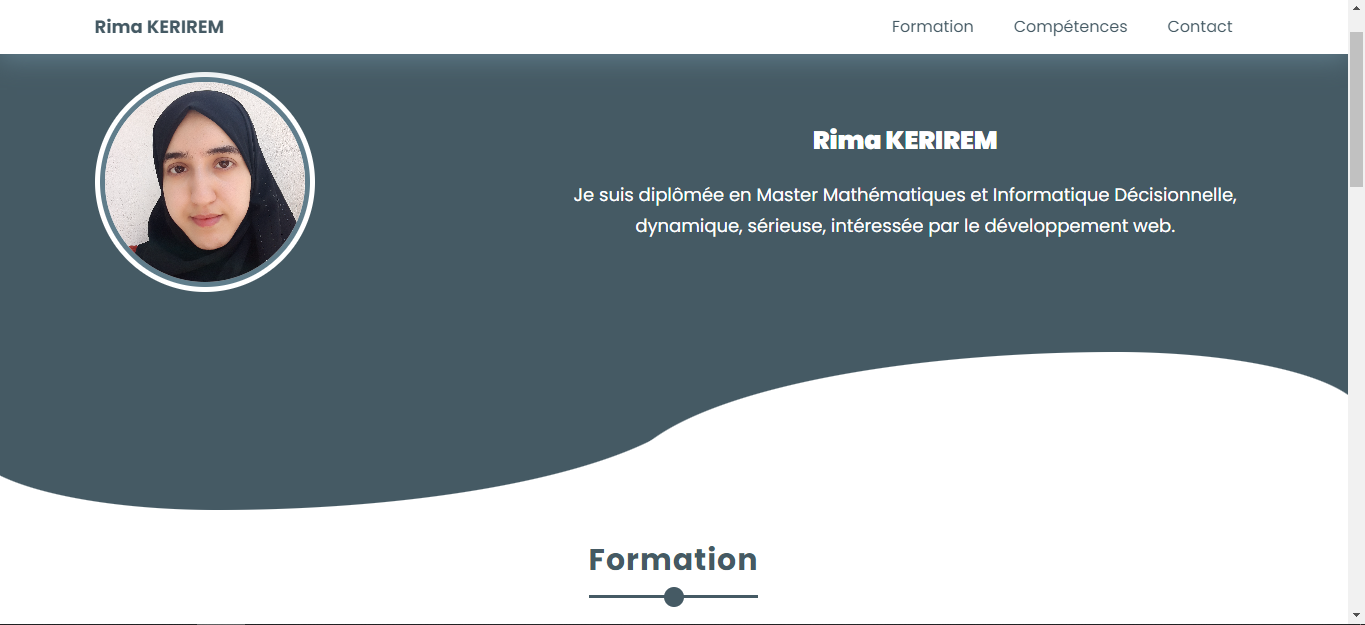 Rima KERIREM
Formation Compétences Contact
Rima KERIREM
Je suis diplômée en Master Mathématiques et Informatique Décisionnelle,
dynamique, sérieuse, intéressée par le développement web.
Formation